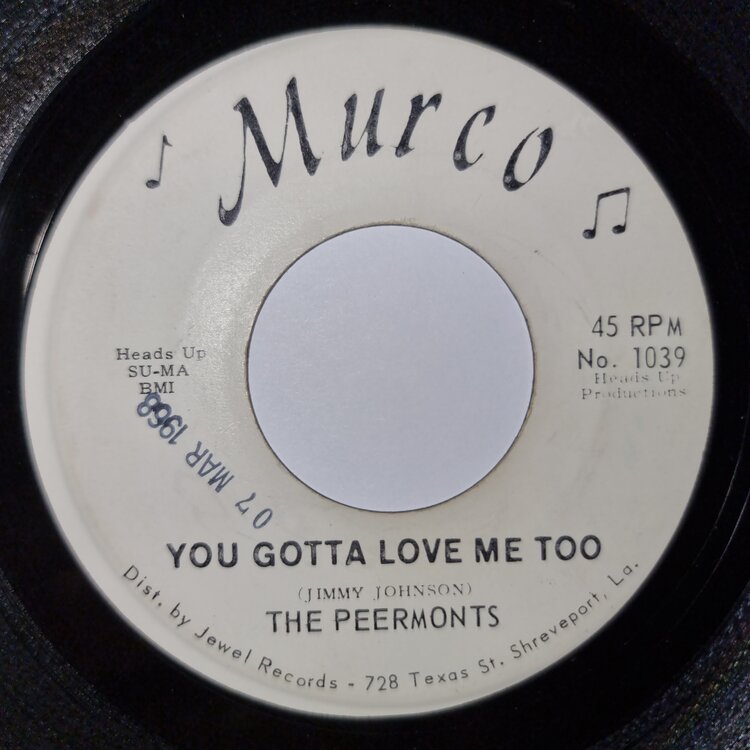 Murco
45 RPM
No. 1039
Heads Up
Productions
Heads Up
SU-MA
BMI
07 MAR 1968
YOU GOTTA LOVE ME TOO
(JIMMY JOHNSON)
THE PEERMONTS
Dist. by Jewel Records - 728 Texas St. Shreveport, La.